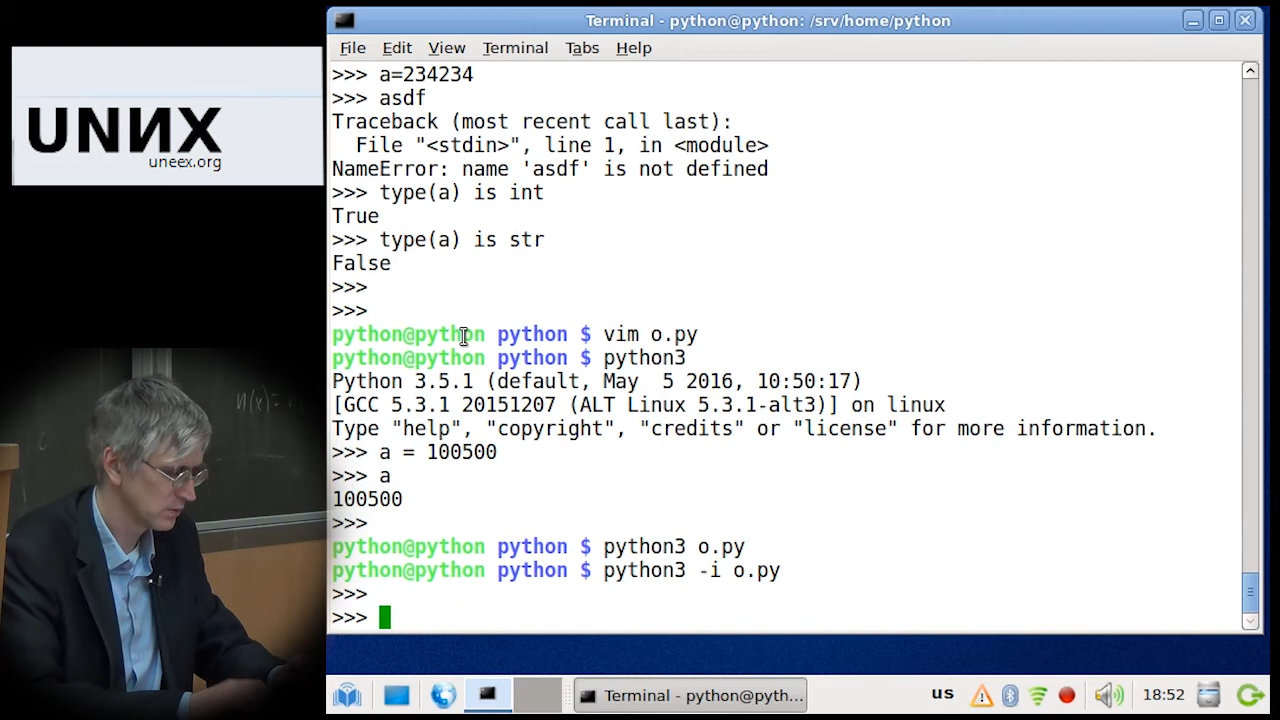 UNИX
uneex.org
Terminal - python@python: /srv/home/python
File Edit View Terminal Tabs Help
>>> a=234234
>>> asdf
Traceback (most recent call last):
  File "<stdin>", line 1, in <module>
NameError: name 'asdf' is not defined
>>> type(a) is int
True
>>> type(a) is str
False
>>>
>>>
python@python python $ vim o.py
python@python python $ python3
Python 3.5.1 (default, May  5 2016, 10:50:17)
[GCC 5.3.1 20151207 (ALT Linux 5.3.1-alt3)] on linux
Type "help", "copyright", "credits" or "license" for more information.
>>> a = 100500
>>> a
100500
>>>
python@python python $ python3 o.py
python@python python $ python3 -i o.py
>>>
>>>
Terminal - python@pyth...
us
18:52